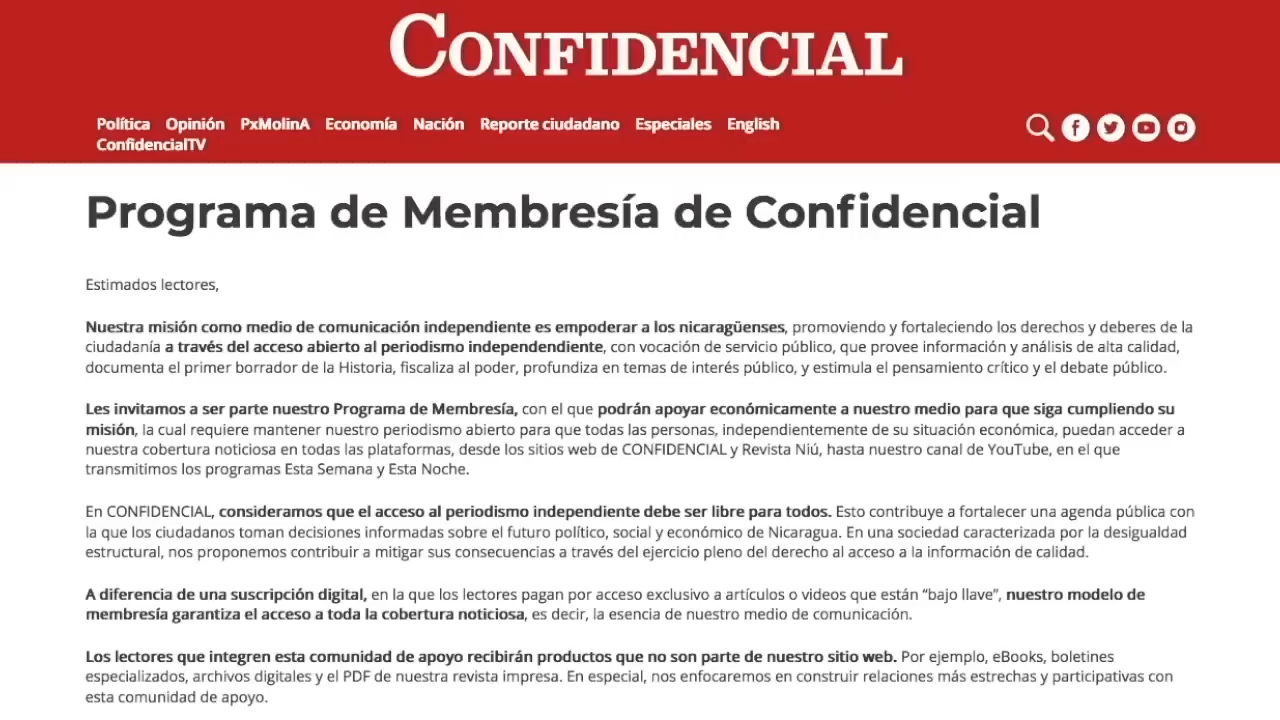 CONFIDENCIAL
Política Opinión PxMolinA Economía Nación Reporte ciudadano Especiales English
ConfidencialTV
Programa de Membresía de Confidencial
Estimados lectores,
Nuestra misión como medio de comunicación independiente es empoderar a los nicaragüenses, promoviendo y fortaleciendo los derechos y deberes de la
ciudadanía a través del acceso abierto al periodismo independendiente, con vocación de servicio público, que provee información y análisis de alta calidad,
documenta el primer borrador de la Historia, fiscaliza al poder, profundiza en temas de interés público, y estimula el pensamiento crítico y el debate público.
Les invitamos a ser parte nuestro Programa de Membresía, con el que podrán apoyar económicamente a nuestro medio para que siga cumpliendo su
misión, la cual requiere mantener nuestro periodismo abierto para que todas las personas, independientemente de su situación económica, puedan acceder a
nuestra cobertura noticiosa en todas las plataformas, desde los sitios web de CONFIDENCIAL y Revista Niú, hasta nuestro canal de YouTube, en el que
transmitimos los programas Esta Semana y Esta Noche.
En CONFIDENCIAL, consideramos que el acceso al periodismo independiente debe ser libre para todos. Esto contribuye a fortalecer una agenda pública con
la que los ciudadanos toman decisiones informadas sobre el futuro político, social y económico de Nicaragua. En una sociedad caracterizada por la desigualdad
estructural, nos proponemos contribuir a mitigar sus consecuencias a través del ejercicio pleno del derecho al acceso a la información de calidad.
A diferencia de una suscripción digital, en la que los lectores pagan por acceso exclusivo a artículos o videos que están “bajo llave”, nuestro modelo de
membresía garantiza el acceso a toda la cobertura noticiosa, es decir, la esencia de nuestro medio de comunicación.
Los lectores que integren esta comunidad de apoyo recibirán productos que no son parte de nuestro sitio web. Por ejemplo, eBooks, boletines
especializados, archivos digitales y el PDF de nuestra revista impresa. En especial, nos enfocaremos en construir relaciones más estrechas y participativas con
esta comunidad de apoyo.